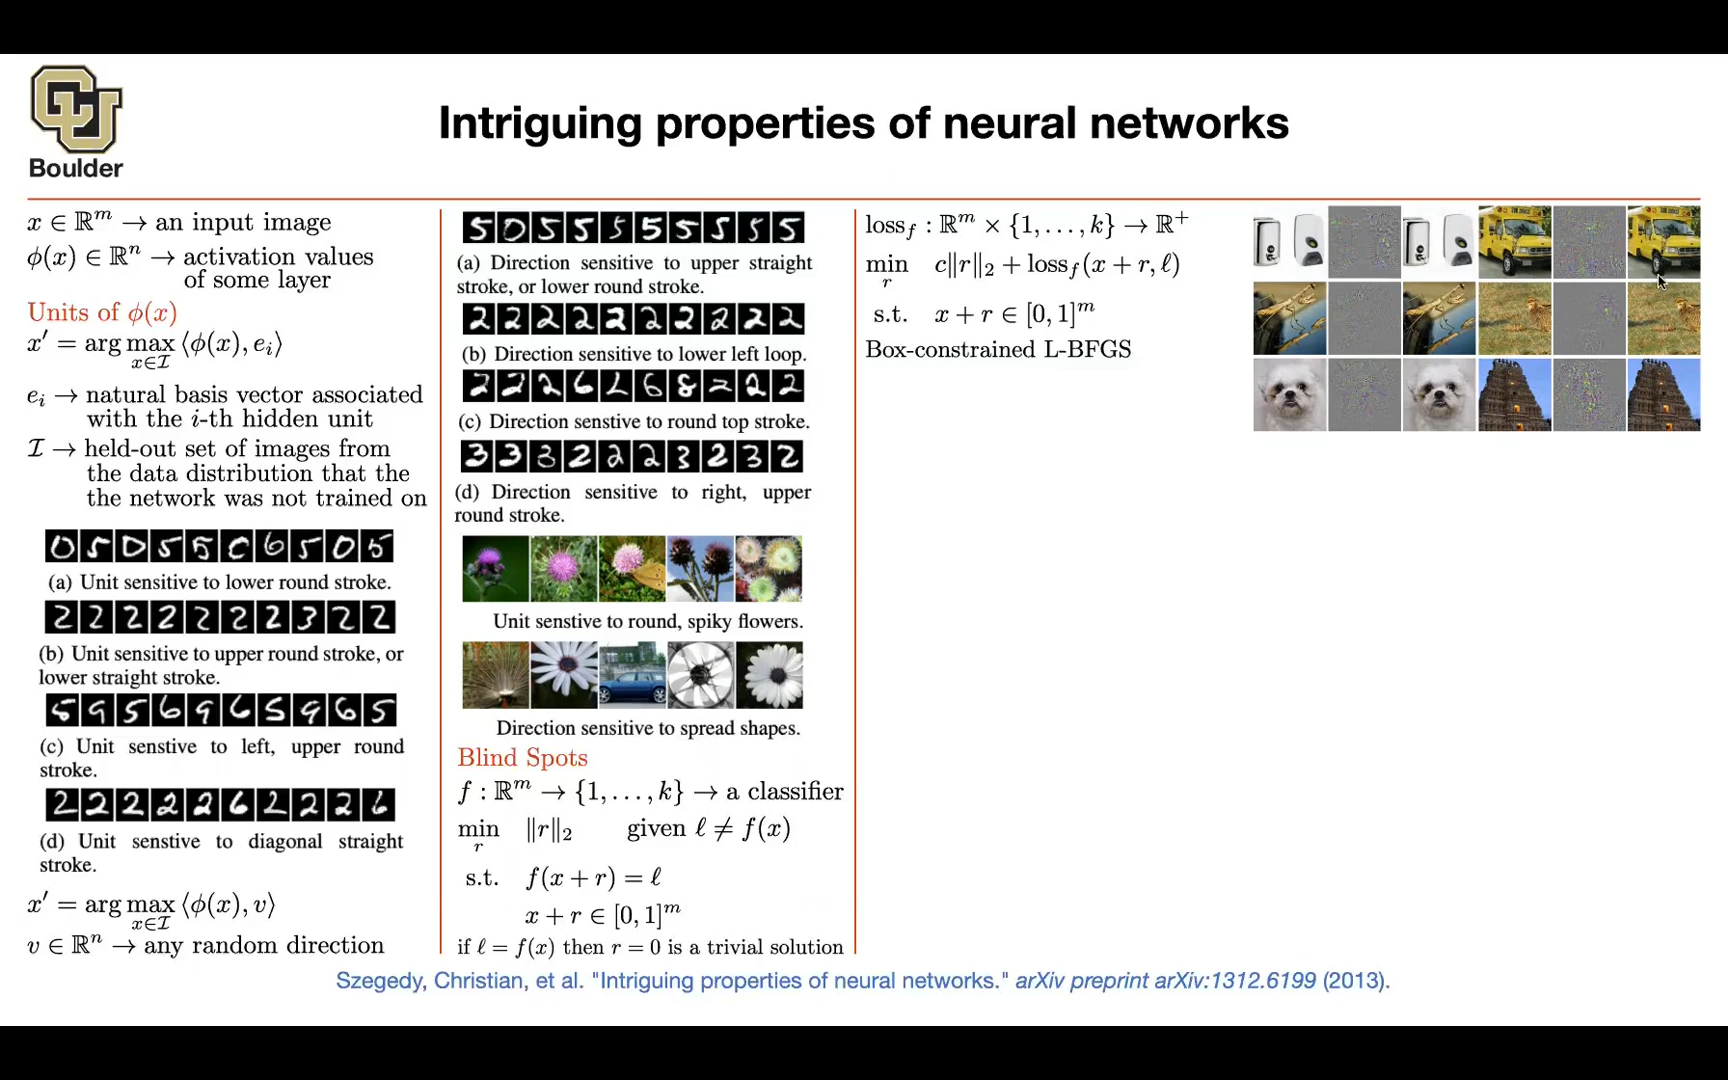 CU
Boulder
Intriguing properties of neural networks
x ∈ ℝ^m → an input image
ϕ(x) ∈ ℝ^n → activation values
of some layer
Units of ϕ(x)
x′ = arg max_{x∈ℐ} ⟨ϕ(x), e_i⟩
e_i → natural basis vector associated
with the i-th hidden unit
ℐ → held-out set of images from
the data distribution that the
the network was not trained on
(a) Unit sensitive to lower round stroke.
(b) Unit sensitive to upper round stroke, or
lower straight stroke.
(c) Unit senstive to left, upper round
stroke.
(d) Unit senstive to diagonal straight
stroke.
x′ = arg max_{x∈ℐ} ⟨ϕ(x), v⟩
v ∈ ℝ^n → any random direction
(a) Direction sensitive to upper straight
stroke, or lower round stroke.
(b) Direction sensitive to lower left loop.
(c) Direction senstive to round top stroke.
(d) Direction sensitive to right, upper
round stroke.
Unit senstive to round, spiky flowers.
Direction sensitive to spread shapes.
Blind Spots
f : ℝ^m → {1, . . . , k} → a classifier
min_r ‖r‖₂ given ℓ ≠ f(x)
s.t. f(x + r) = ℓ
x + r ∈ [0, 1]^m
if ℓ = f(x) then r = 0 is a trivial solution
loss_f : ℝ^m × {1, . . . , k} → ℝ⁺
min_r c‖r‖₂ + loss_f(x + r, ℓ)
s.t. x + r ∈ [0, 1]^m
Box-constrained L-BFGS
Szegedy, Christian, et al. "Intriguing properties of neural networks." arXiv preprint arXiv:1312.6199 (2013).